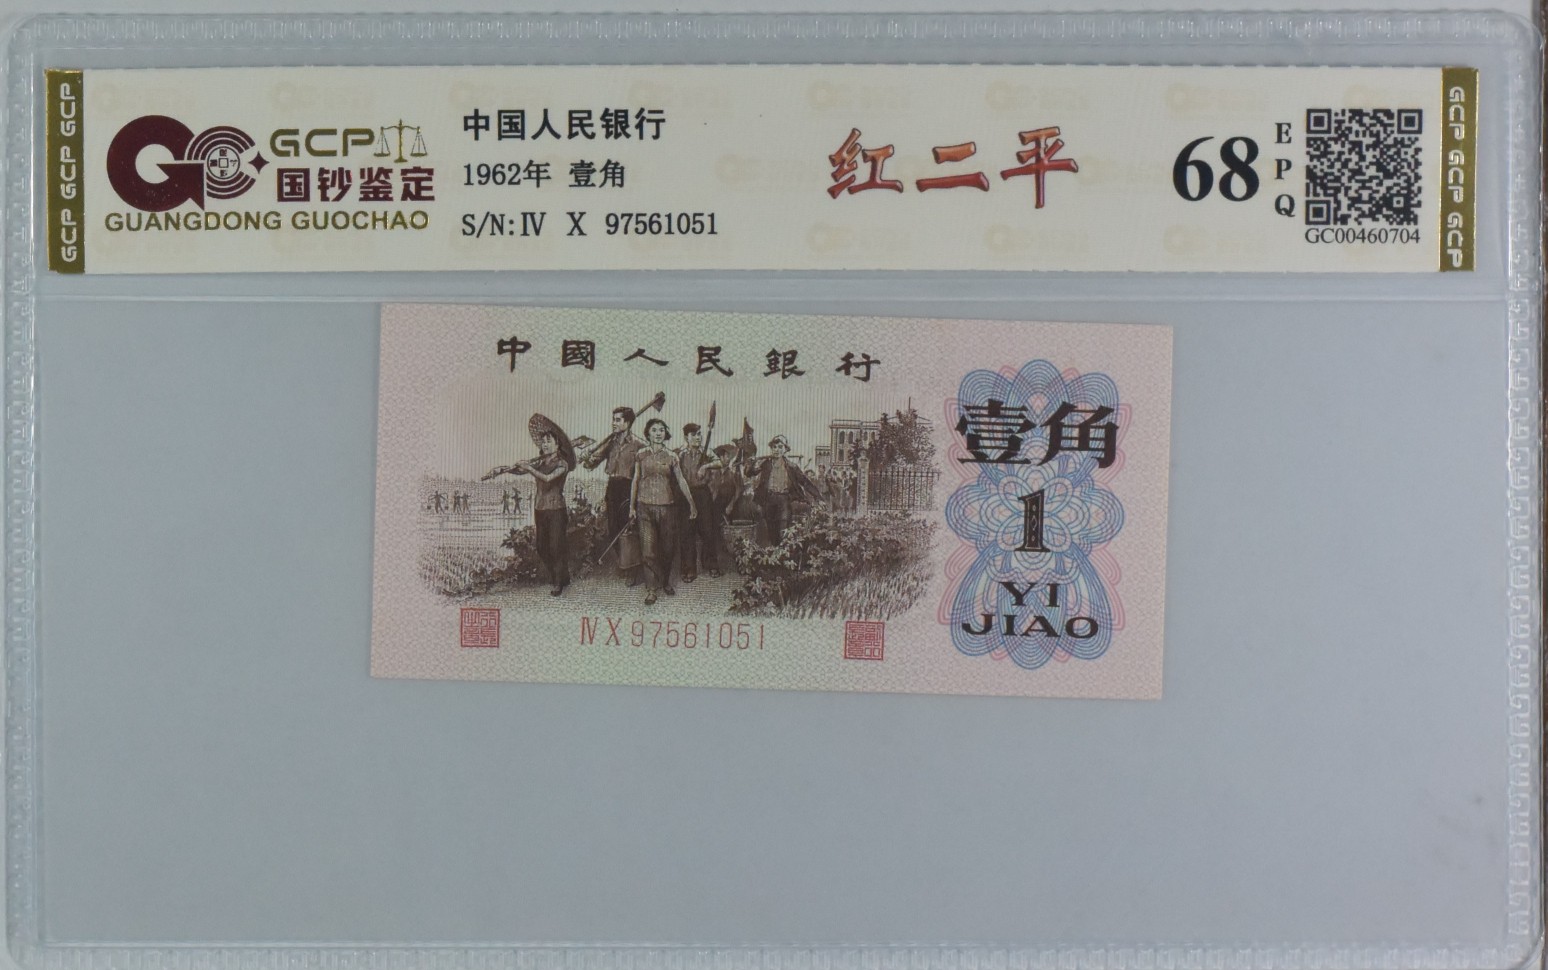 GCP GCP GCP
GCP
国钞鉴定
GUANGDONG GUOCHAO
中国人民银行
1962年 壹角
S/N:Ⅳ X 97561051
红二平
68
EPQ
GC00460704
GCP GCP GCP
中國人民銀行
壹角
1
YI
JIAO
ⅣX97561051